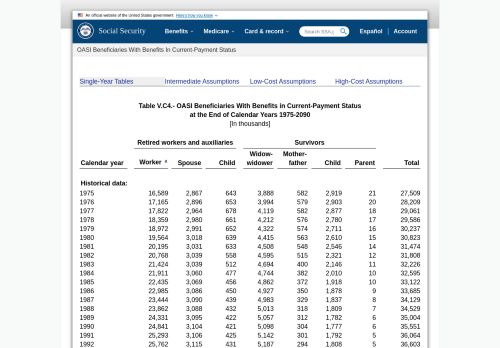 An official website of the United States government Here's how you know
Social Security
Benefits Medicare Card & record
Search SSA.gov
Español Account
OASI Beneficiaries With Benefits In Current-Payment Status
Single-Year Tables Intermediate Assumptions Low-Cost Assumptions High-Cost Assumptions
Table V.C4.- OASI Beneficiaries With Benefits in Current-Payment Status
at the End of Calendar Years 1975-2090
[In thousands]
Retired workers and auxiliaries Survivors
Calendar year Worker a Spouse Child Widow-widower Mother-father Child Parent Total
Historical data:
1975 16,589 2,867 643 3,888 582 2,919 21 27,509
1976 17,165 2,896 653 3,994 579 2,903 20 28,209
1977 17,822 2,964 678 4,119 582 2,877 18 29,061
1978 18,359 2,980 661 4,212 576 2,780 17 29,586
1979 18,972 2,991 652 4,322 574 2,711 16 30,237
1980 19,564 3,018 639 4,415 563 2,610 15 30,823
1981 20,195 3,031 633 4,508 548 2,546 14 31,474
1982 20,768 3,039 558 4,595 515 2,321 12 31,808
1983 21,424 3,039 512 4,694 400 2,146 11 32,226
1984 21,911 3,060 477 4,744 382 2,010 10 32,595
1985 22,435 3,069 456 4,862 372 1,918 10 33,122
1986 22,985 3,086 450 4,927 350 1,878 9 33,685
1987 23,444 3,090 439 4,983 329 1,837 8 34,129
1988 23,862 3,088 432 5,013 318 1,809 7 34,529
1989 24,331 3,095 422 5,057 312 1,782 6 35,004
1990 24,841 3,104 421 5,098 304 1,777 6 35,551
1991 25,293 3,106 425 5,142 301 1,792 5 36,064
1992 25,762 3,115 431 5,187 294 1,808 5 36,603